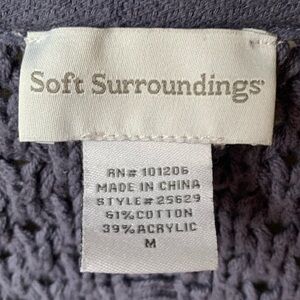 Soft Surroundings®
RN# 101206
MADE IN CHINA
STYLE# 25629
61% COTTON
39% ACRYLIC
M